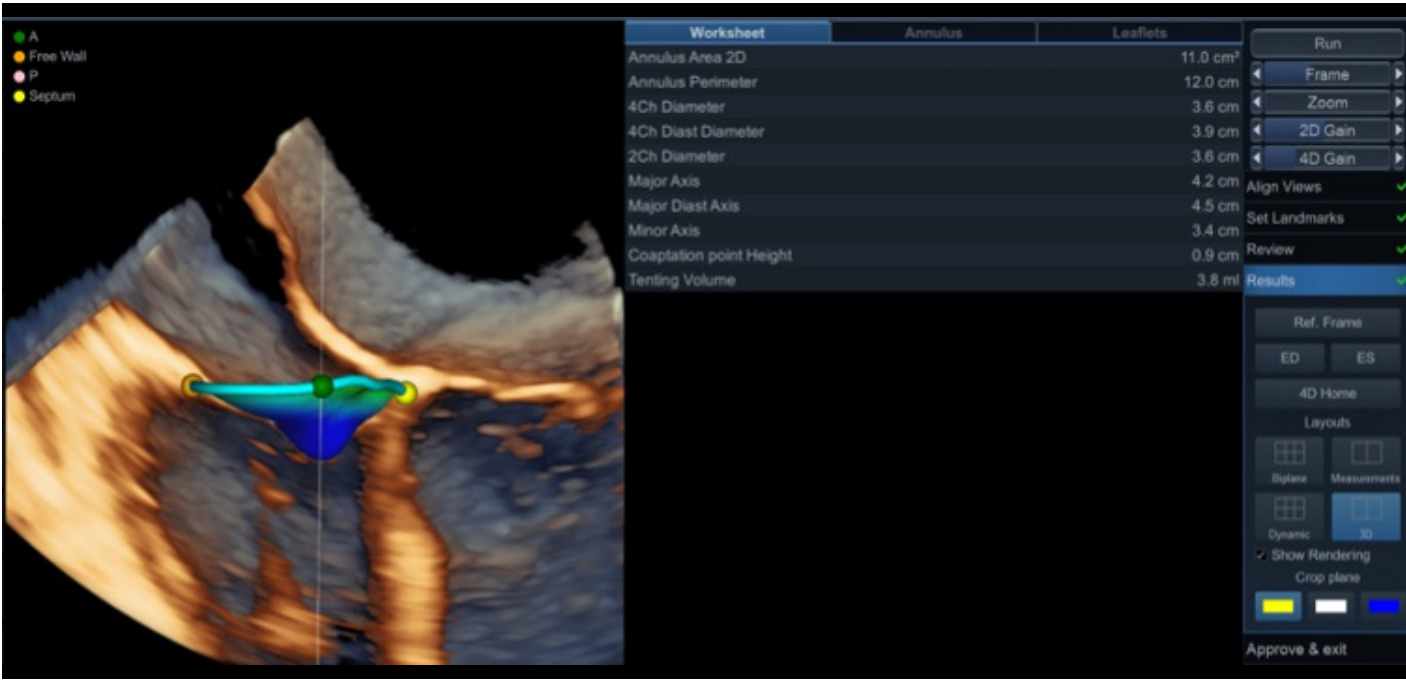 A
Free Wall
P
Septum
Worksheet Annulus Leaflets
Annulus Area 2D 11.0 cm²
Annulus Perimeter 12.0 cm
4Ch Diameter 3.6 cm
4Ch Diast Diameter 3.9 cm
2Ch Diameter 3.6 cm
Major Axis 4.2 cm
Major Diast Axis 4.5 cm
Minor Axis 3.4 cm
Coaptation point Height 0.9 cm
Tenting Volume 3.8 ml
Run
Frame
Zoom
2D Gain
4D Gain
Align Views
Set Landmarks
Review
Results
Ref. Frame
ED ES
4D Home
Layouts
Biplane Measurements
Dynamic 3D
Show Rendering
Crop plane
Approve & exit